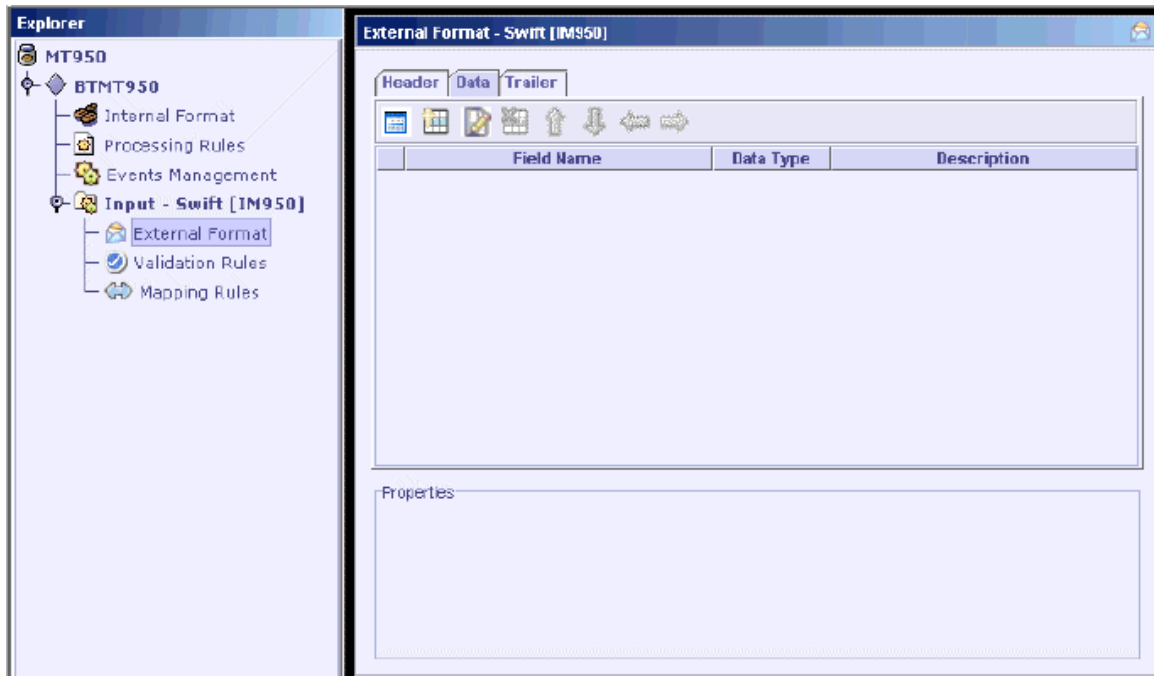 Explorer
MT950
BTMT950
Internal Format
Processing Rules
Events Management
Input - Swift [IM950]
External Format
Validation Rules
Mapping Rules
External Format - Swift [IM950]
Header Data Trailer
Field Name Data Type Description
Properties